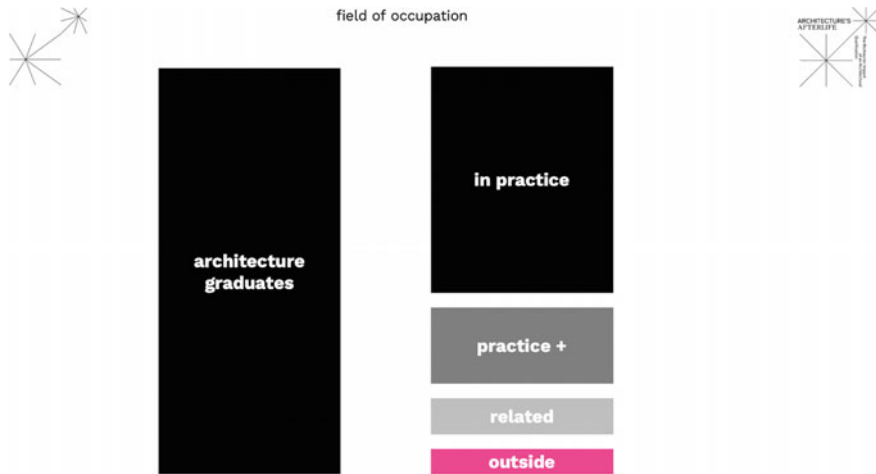 field of occupation
ARCHITECTURE'S
AFTERLIFE
architecture
graduates
in practice
practice +
related
outside